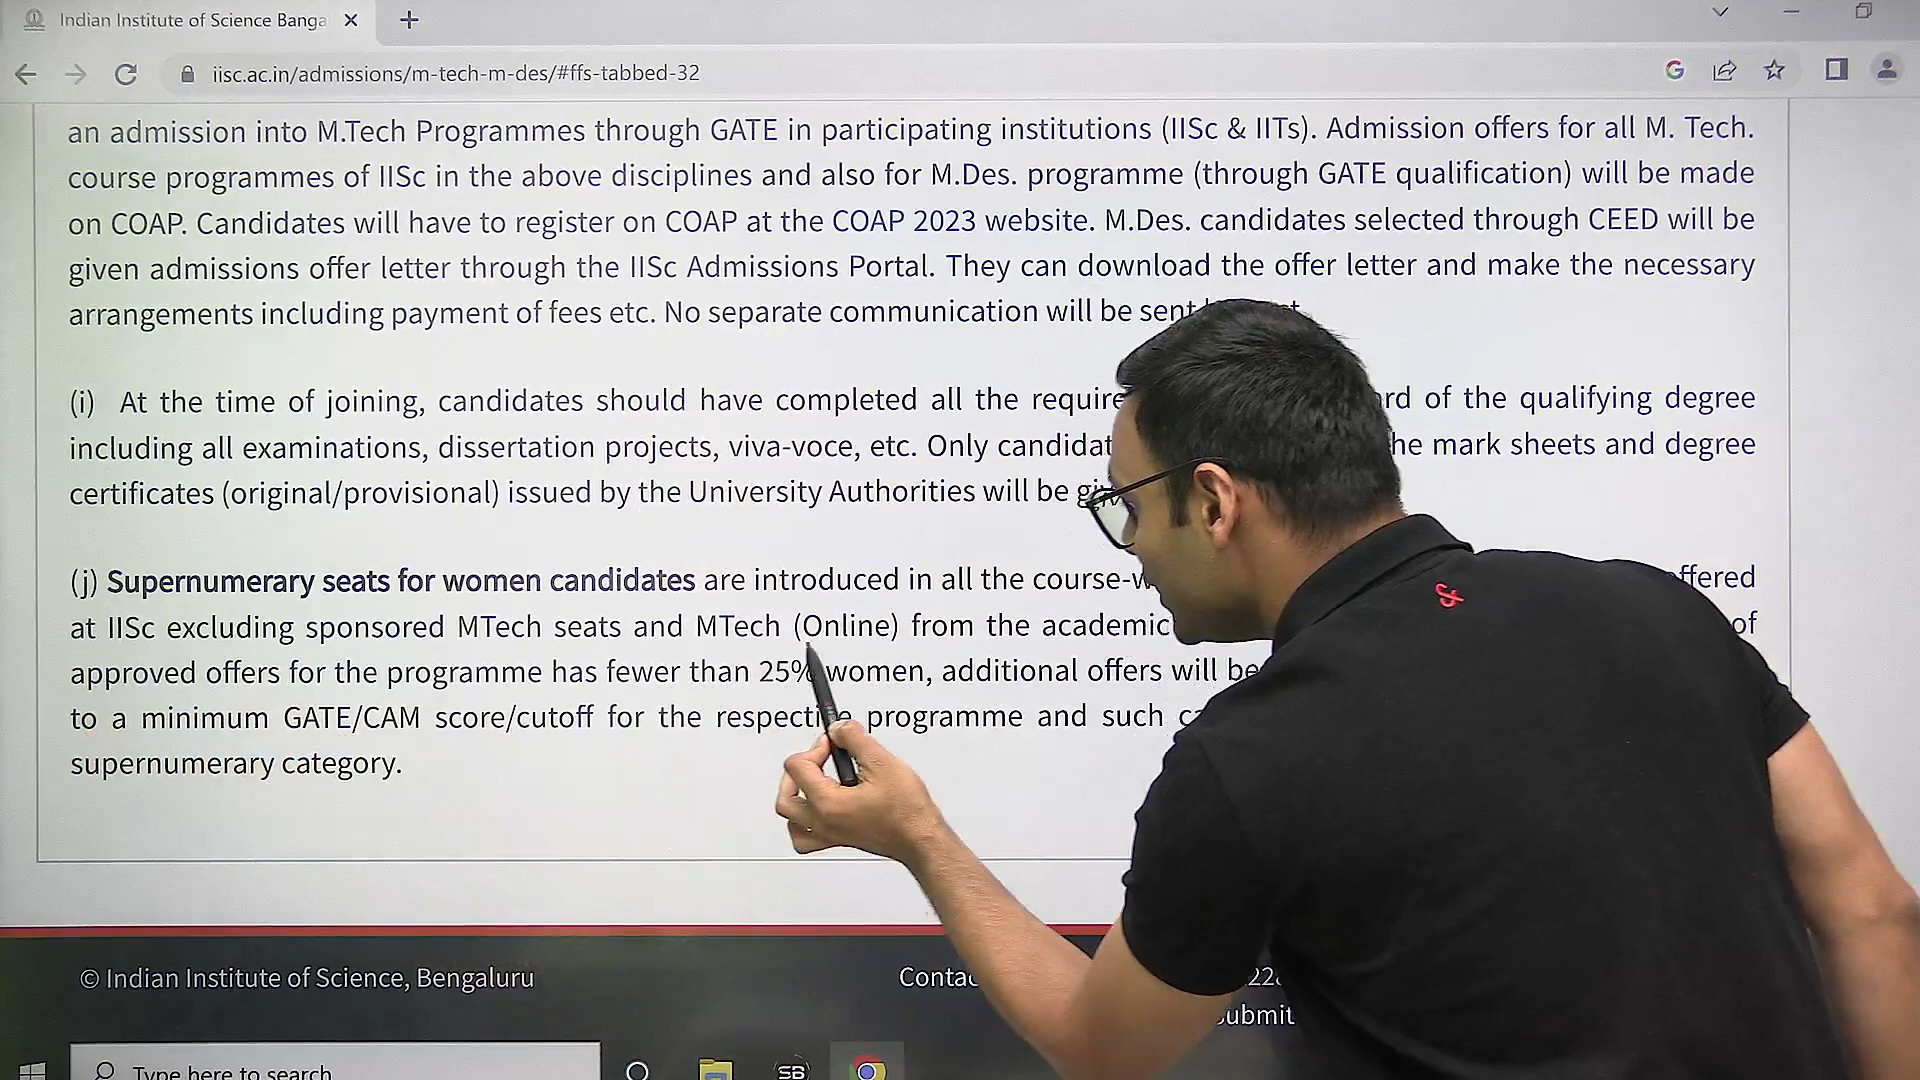 Indian Institute of Science Banga
iisc.ac.in/admissions/m-tech-m-des/#ffs-tabbed-32
an admission into M.Tech Programmes through GATE in participating institutions (IISc & IITs). Admission offers for all M. Tech.
course programmes of IISc in the above disciplines and also for M.Des. programme (through GATE qualification) will be made
on COAP. Candidates will have to register on COAP at the COAP 2023 website. M.Des. candidates selected through CEED will be
given admissions offer letter through the IISc Admissions Portal. They can download the offer letter and make the necessary
arrangements including payment of fees etc. No separate communication will be sent
(i) At the time of joining, candidates should have completed all the require rd of the qualifying degree
including all examinations, dissertation projects, viva-voce, etc. Only candidat he mark sheets and degree
certificates (original/provisional) issued by the University Authorities will be
(j) Supernumerary seats for women candidates are introduced in all the course-w ffered
at IISc excluding sponsored MTech seats and MTech (Online) from the academic of
approved offers for the programme has fewer than 25% women, additional offers will be
to a minimum GATE/CAM score/cutoff for the respective programme and such ca
supernumerary category.
© Indian Institute of Science, Bengaluru
Conta
ubmit
Type here to search
SB